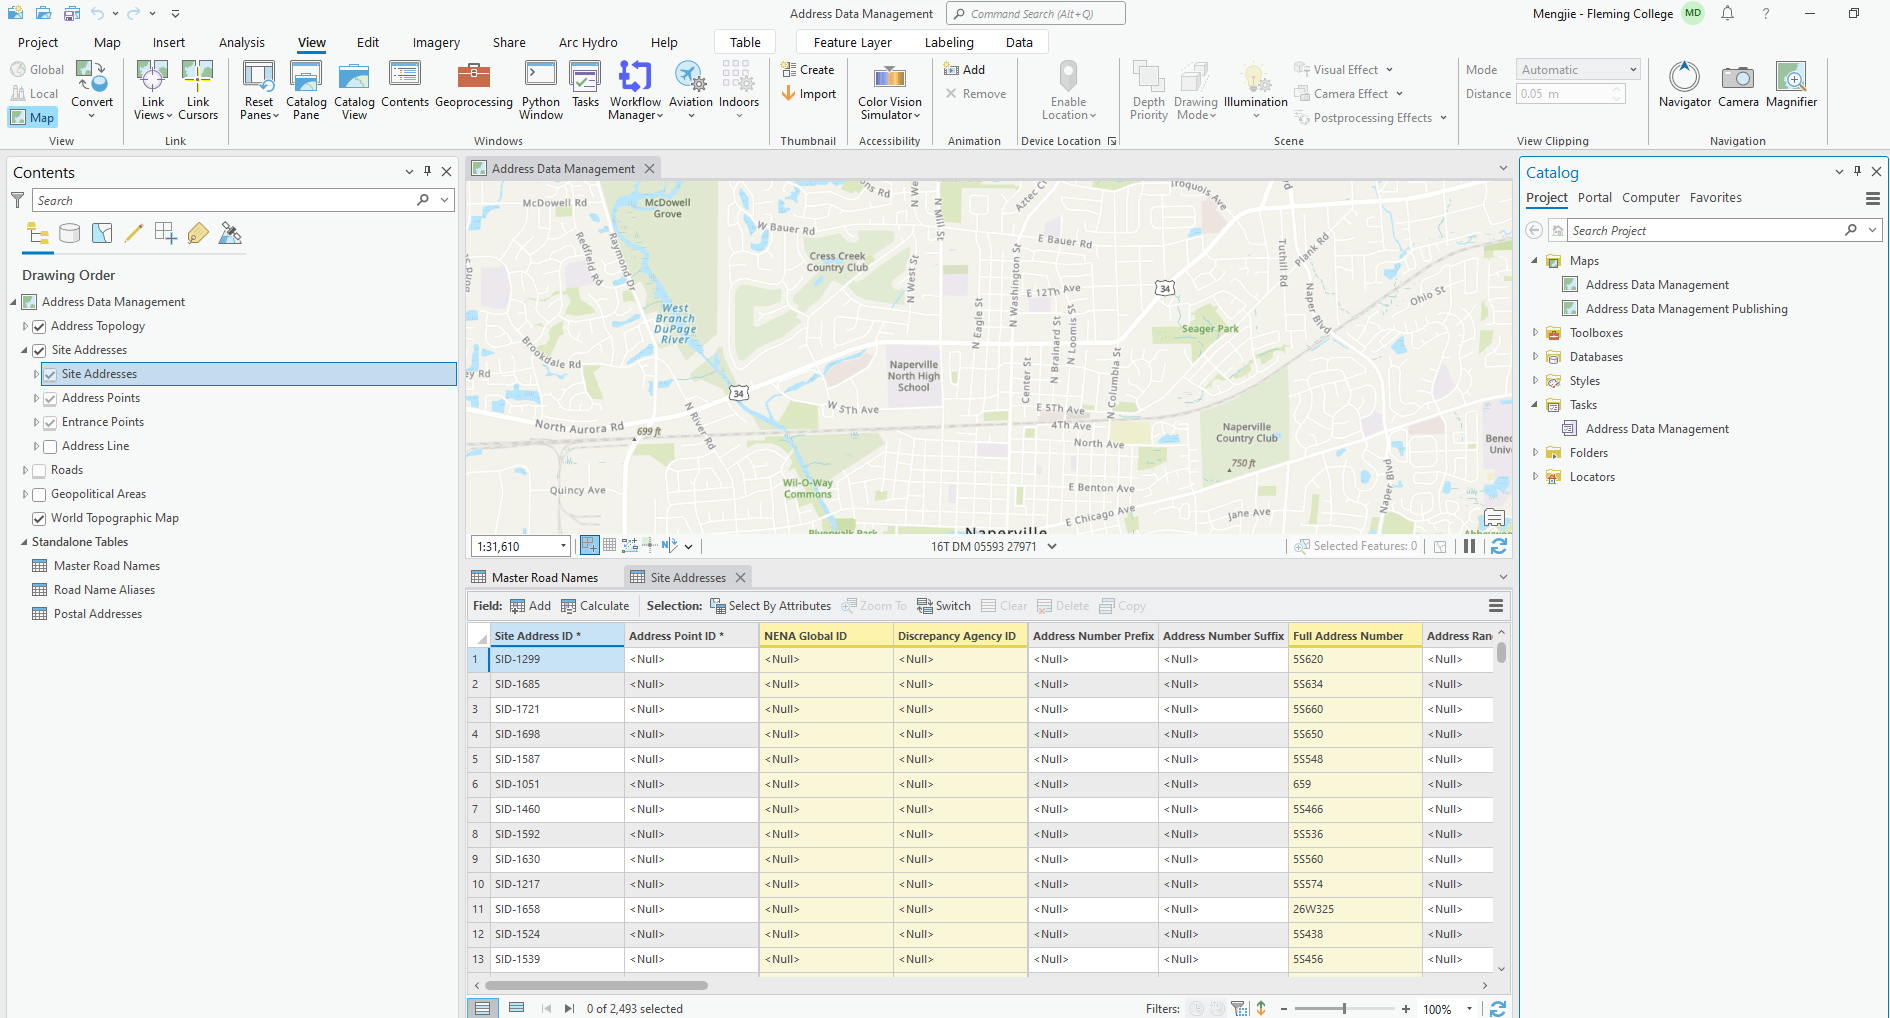 Address Data Management
Command Search (Alt+Q)
Mengjie - Fleming College
MD
Project Map Insert Analysis View Edit Imagery Share Arc Hydro Help Table Feature Layer Labeling Data
Global
Local
Map
Convert
View
Link Views
Link Cursors
Link
Reset Panes
Catalog Pane
Catalog View
Contents
Geoprocessing
Python Window
Tasks
Workflow Manager
Aviation
Indoors
Windows
Create
Import
Thumbnail
Color Vision Simulator
Accessibility
Add
Remove
Animation
Enable Location
Device Location
Depth Priority
Drawing Mode
Illumination
Visual Effect
Camera Effect
Postprocessing Effects
Scene
Mode Automatic
Distance 0.05 m
View Clipping
Navigator
Camera
Magnifier
Navigation
Contents
Search
Drawing Order
Address Data Management
Address Topology
Site Addresses
Site Addresses
Address Points
Entrance Points
Address Line
Roads
Geopolitical Areas
World Topographic Map
Standalone Tables
Master Road Names
Road Name Aliases
Postal Addresses
Address Data Management
McDowell Rd
McDowell Grove
Redfield Rd
Raymond Dr
W Bauer Rd
N Mill St
N West St
Aztec C
Iroquois Ave
E Bauer Rd
Tuthill Rd
Plank Rd
Cress Creek Country Club
N Washington St
E 12Th Ave
34
Naper Blvd
Ohio St
West Branch DuPage River
N Eagle St
N Brainard St
N Loomis St
Seager Park
Brookdale Rd
ey Rd
Naperville North High School
Center St
N Columbia St
34
W 5Th Ave
E 5Th Ave
4Th Ave
North Ave
North Aurora Rd
699 ft
N River Rd
Naperville Country Club
750 ft
Bened
Univ
Quincy Ave
Wil-O-Way Commons
E Benton Ave
E Chicago Ave
Jane Ave
Naper Blvd
Riverwalk Park
Naperville
1:31,610
16T DM 05593 27971
Selected Features: 0
Master Road Names
Site Addresses
Field: Add Calculate Selection: Select By Attributes Zoom To Switch Clear Delete Copy
Site Address ID * Address Point ID * NENA Global ID Discrepancy Agency ID Address Number Prefix Address Number Suffix Full Address Number Address Ran
1 SID-1299 <Null> <Null> <Null> <Null> <Null> 5S620 <Null>
2 SID-1685 <Null> <Null> <Null> <Null> <Null> 5S634 <Null>
3 SID-1721 <Null> <Null> <Null> <Null> <Null> 5S660 <Null>
4 SID-1698 <Null> <Null> <Null> <Null> <Null> 5S650 <Null>
5 SID-1587 <Null> <Null> <Null> <Null> <Null> 5S548 <Null>
6 SID-1051 <Null> <Null> <Null> <Null> <Null> 659 <Null>
7 SID-1460 <Null> <Null> <Null> <Null> <Null> 5S466 <Null>
8 SID-1592 <Null> <Null> <Null> <Null> <Null> 5S536 <Null>
9 SID-1630 <Null> <Null> <Null> <Null> <Null> 5S560 <Null>
10 SID-1217 <Null> <Null> <Null> <Null> <Null> 5S574 <Null>
11 SID-1658 <Null> <Null> <Null> <Null> <Null> 26W325 <Null>
12 SID-1524 <Null> <Null> <Null> <Null> <Null> 5S438 <Null>
13 SID-1539 <Null> <Null> <Null> <Null> <Null> 5S456 <Null>
0 of 2,493 selected
Filters:
100%
Catalog
Project Portal Computer Favorites
Search Project
Maps
Address Data Management
Address Data Management Publishing
Toolboxes
Databases
Styles
Tasks
Address Data Management
Folders
Locators